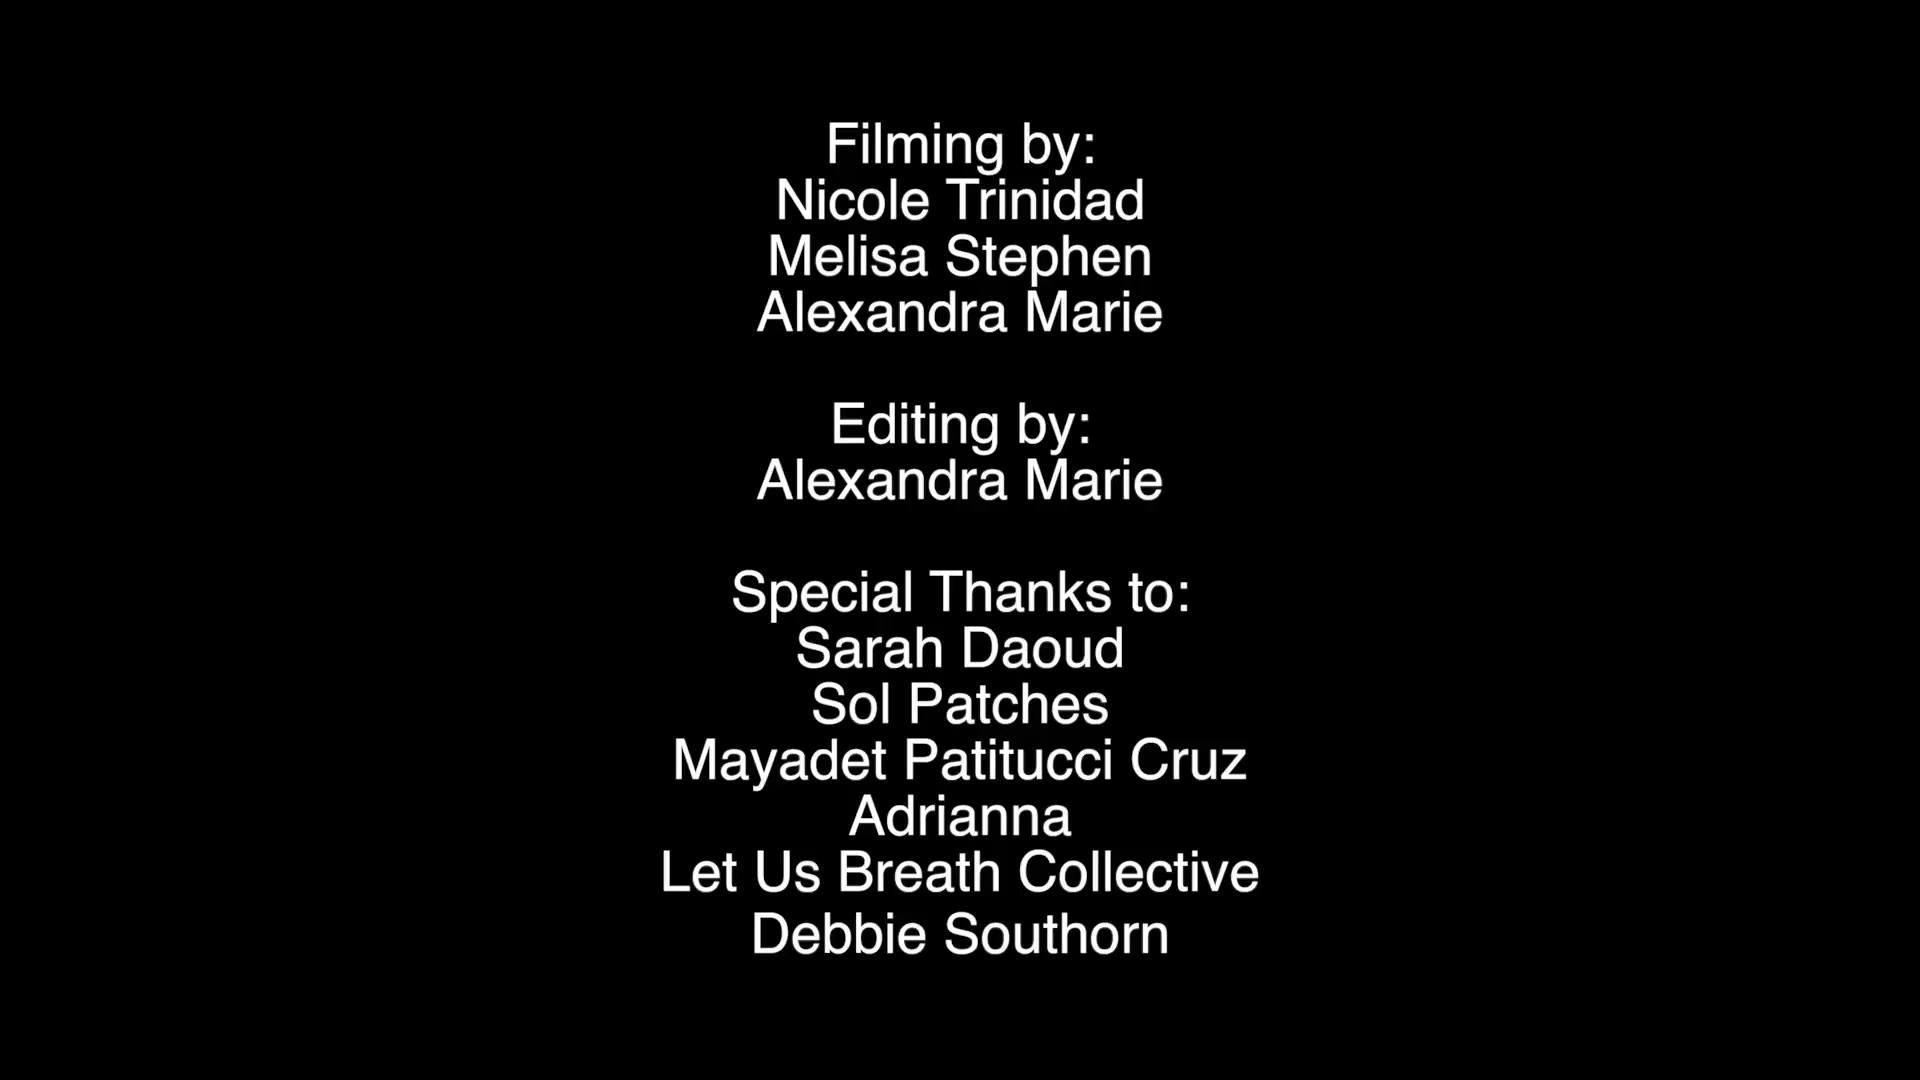 Filming by:
Nicole Trinidad
Melisa Stephen
Alexandra Marie
Editing by:
Alexandra Marie
Special Thanks to:
Sarah Daoud
Sol Patches
Mayadet Patitucci Cruz
Adrianna
Let Us Breath Collective
Debbie Southorn